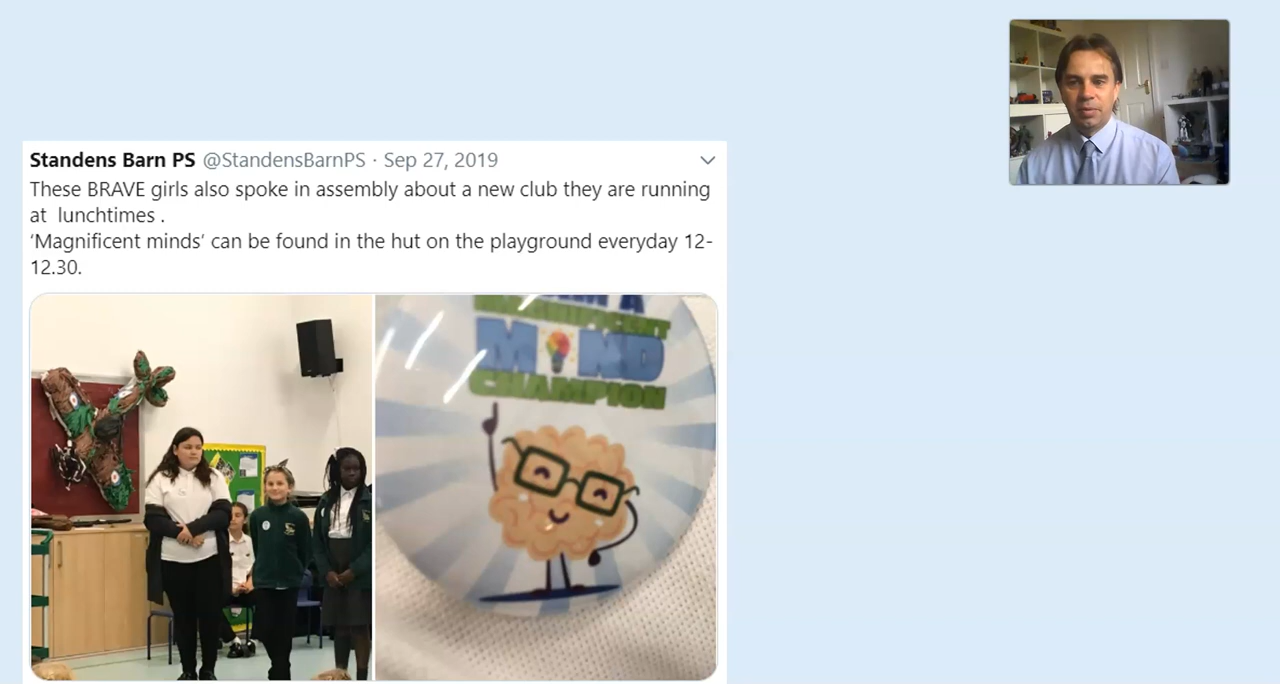 Standens Barn PS @StandensBarnPS · Sep 27, 2019
These BRAVE girls also spoke in assembly about a new club they are running
at lunchtimes .
‘Magnificent minds’ can be found in the hut on the playground everyday 12-
12.30.
MAGNIFICENT
MIND
CHAMPION